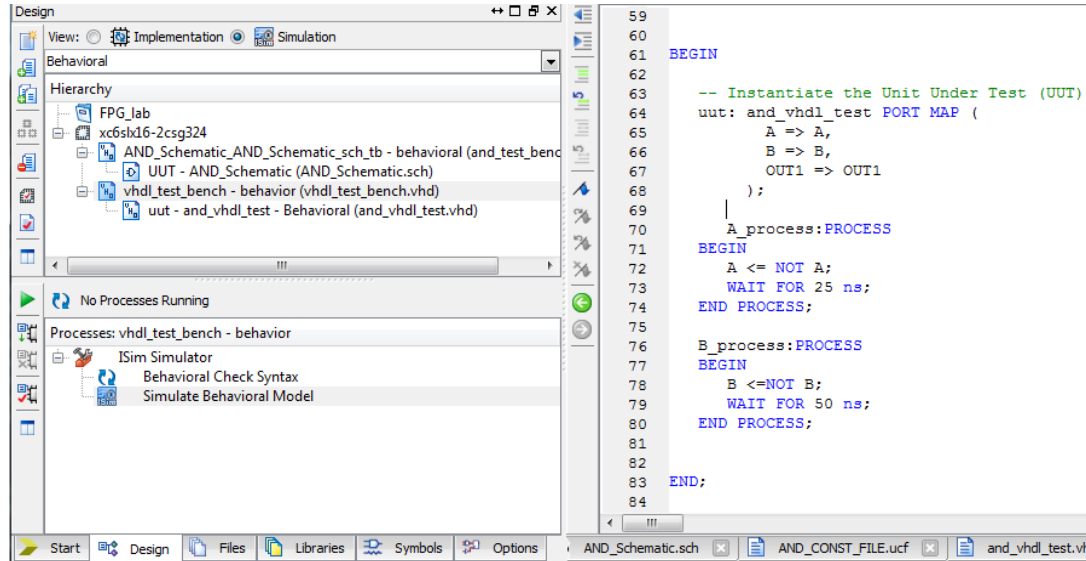 Design
View: Implementation Simulation
Behavioral
Hierarchy
FPG_lab
xc6slx16-2csg324
AND_Schematic_AND_Schematic_sch_tb - behavioral (and_test_benc
UUT - AND_Schematic (AND_Schematic.sch)
vhdl_test_bench - behavior (vhdl_test_bench.vhd)
uut - and_vhdl_test - Behavioral (and_vhdl_test.vhd)
No Processes Running
Processes: vhdl_test_bench - behavior
ISim Simulator
Behavioral Check Syntax
Simulate Behavioral Model
Start Design Files Libraries Symbols Options
59
60
61 BEGIN
62
63 -- Instantiate the Unit Under Test (UUT)
64 uut: and_vhdl_test PORT MAP (
65 A => A,
66 B => B,
67 OUT1 => OUT1
68 );
69
70 A_process:PROCESS
71 BEGIN
72 A <= NOT A;
73 WAIT FOR 25 ns;
74 END PROCESS;
75
76 B_process:PROCESS
77 BEGIN
78 B <=NOT B;
79 WAIT FOR 50 ns;
80 END PROCESS;
81
82
83 END;
84
AND_Schematic.sch AND_CONST_FILE.ucf and_vhdl_test.vh